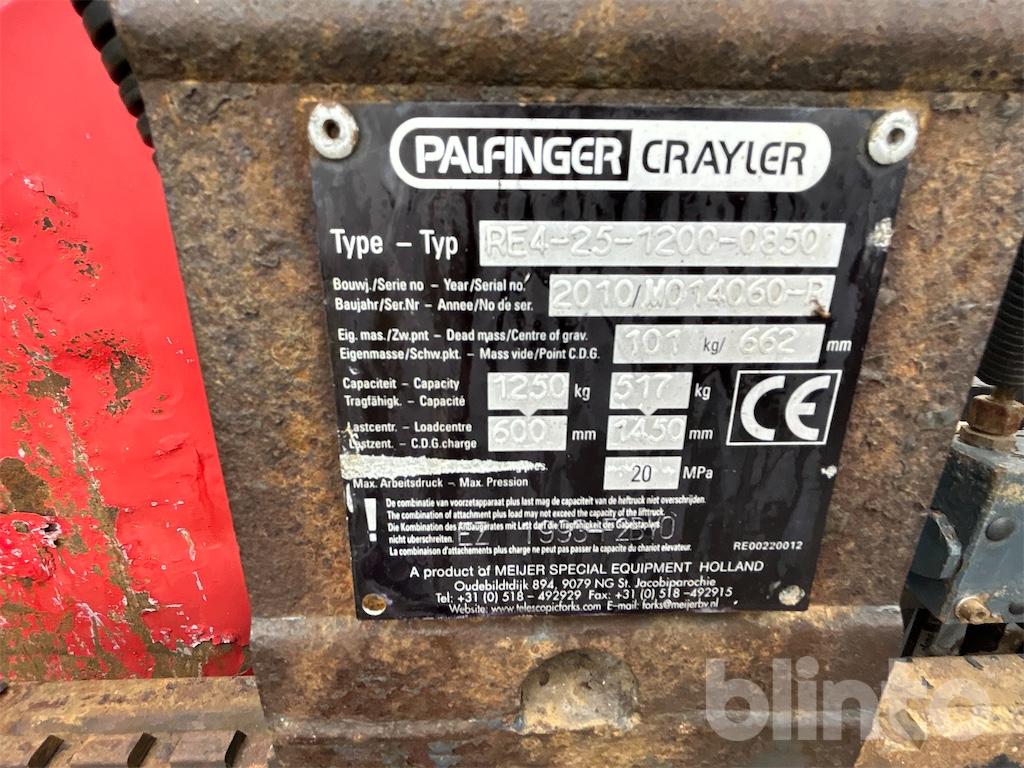 PALFINGER CRAYLER
Type - Typ RE4-25-1200-0850
Bouwj./Serie no - Year/Serial no.
Baujahr/Ser.Nr - Annee/No de ser. 2010/M014060-R
Eig. mas./Zw.pnt - Dead mass/Centre of grav.
Eigenmasse/Schw.pkt. - Mass vide/Point C.D.G. 101 kg/ 662 mm
Capaciteit - Capacity
Tragfähigk. - Capacité 1250 kg 517 kg
Lastcentr. - Loadcentre
Lastzent. - C.D.G.charge 600 mm 1450 mm
CE
Max. Arbeitsdruck - Max. Pression 20 MPa
! De combinatie van voorzetapparaat plus last mag de capaciteit van de heftruck niet overschrijden.
The combination of attachment plus load may not exceed the capacity of the lifttruck.
Die Kombination des Anbaugerates mit Last darf die Tragfähigkeit des Gabelstaplers
La combinaison d'attachements plus charge ne peut pas passer la capacite du chariot elevateur.
RE00220012
A product of MEIJER SPECIAL EQUIPMENT HOLLAND
Oudebildtdijk 894, 9079 NG St. Jacobiparochie
Tel: +31 (0) 518 - 492929 Fax: +31 (0) 518 - 492915
Website: www.telescopicforks.com E-mail: forks@meijerbv.nl
blinto